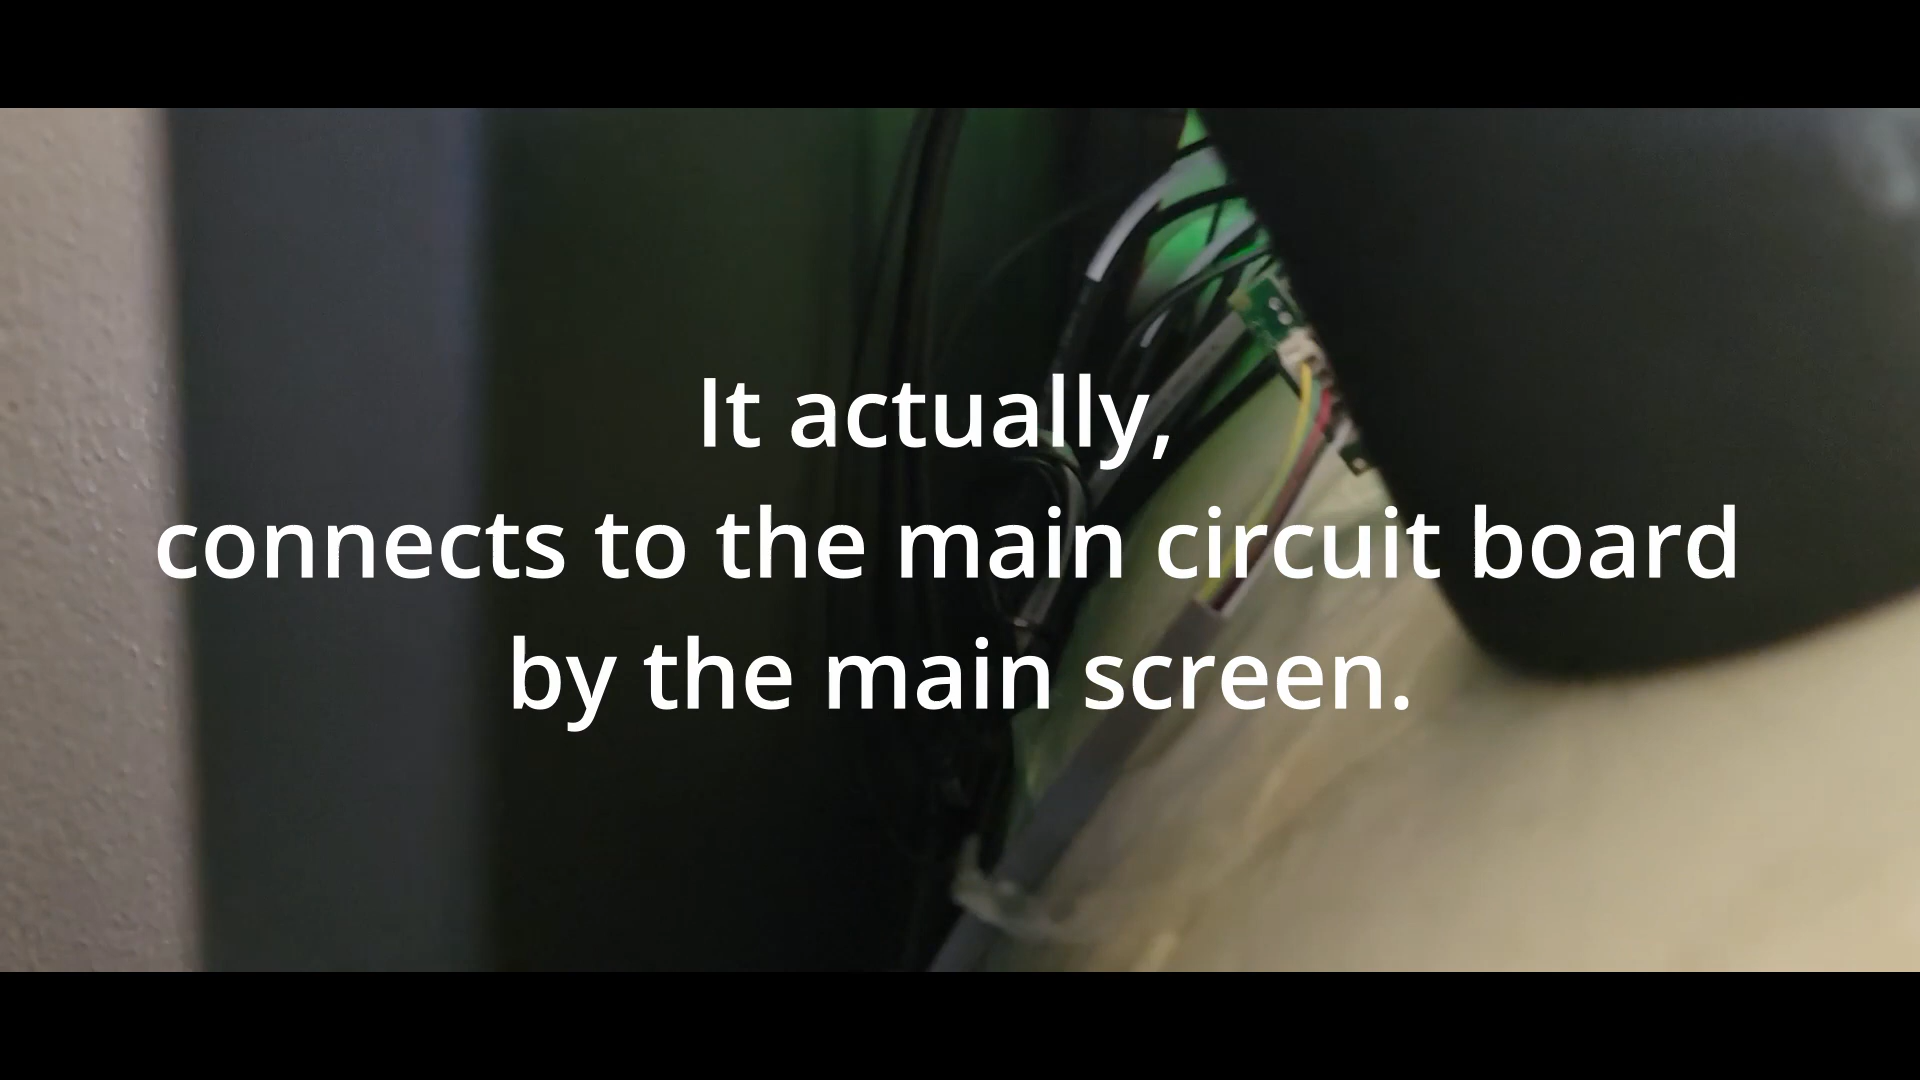 It actually,
connects to the main circuit board
by the main screen.